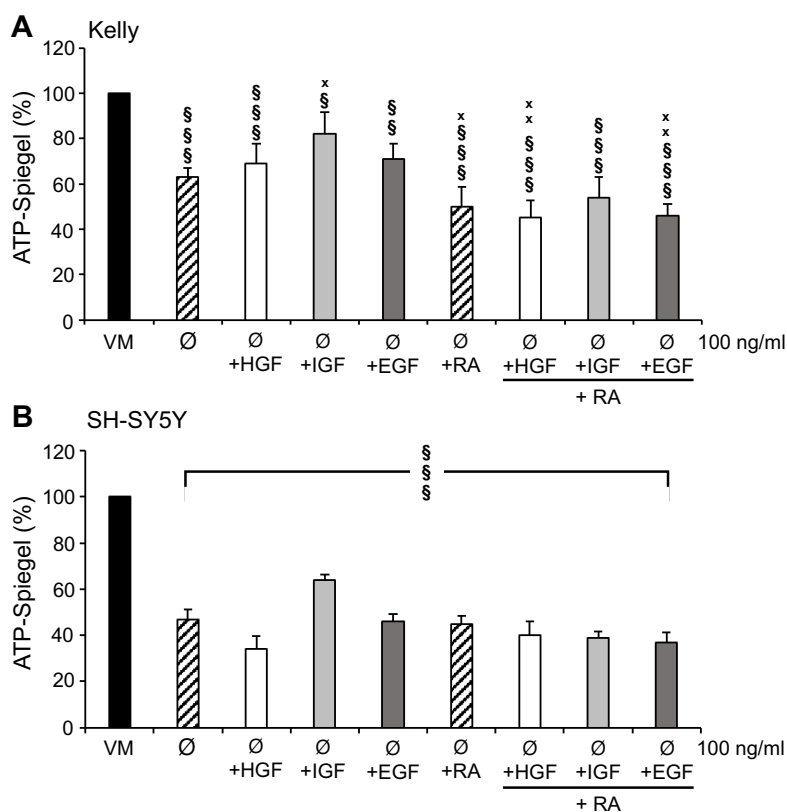 A
Kelly
ATP-Spiegel (%)
120
100
80
60
40
20
0
§ § §
§ § §
x §
§ §
x § § §
x x § § §
§ § §
x x § § §
VM Ø Ø Ø Ø Ø Ø Ø Ø 100 ng/ml
+HGF +IGF +EGF +RA +HGF +IGF +EGF
+ RA
B
SH-SY5Y
ATP-Spiegel (%)
120
100
80
60
40
20
0
§ § §
VM Ø Ø Ø Ø Ø Ø Ø Ø 100 ng/ml
+HGF +IGF +EGF +RA +HGF +IGF +EGF
+ RA